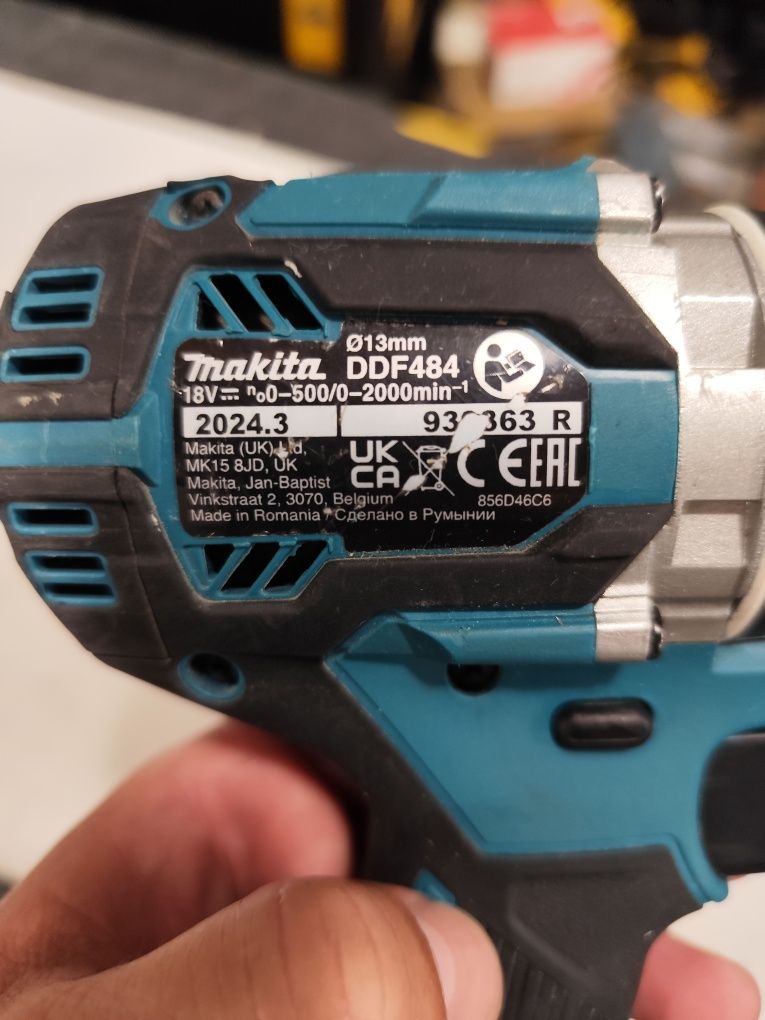 makita Ø13mm DDF484
18V⎓ n₀0-500/0-2000min⁻¹
2024.3 R
Makita (UK) Ltd,
MK15 8JD, UK
Makita, Jan-Baptist
Vinkstraat 2, 3070, Belgium 856D46C6
Made in Romania / Сделано в Румынии
UK
CA
CE EAC